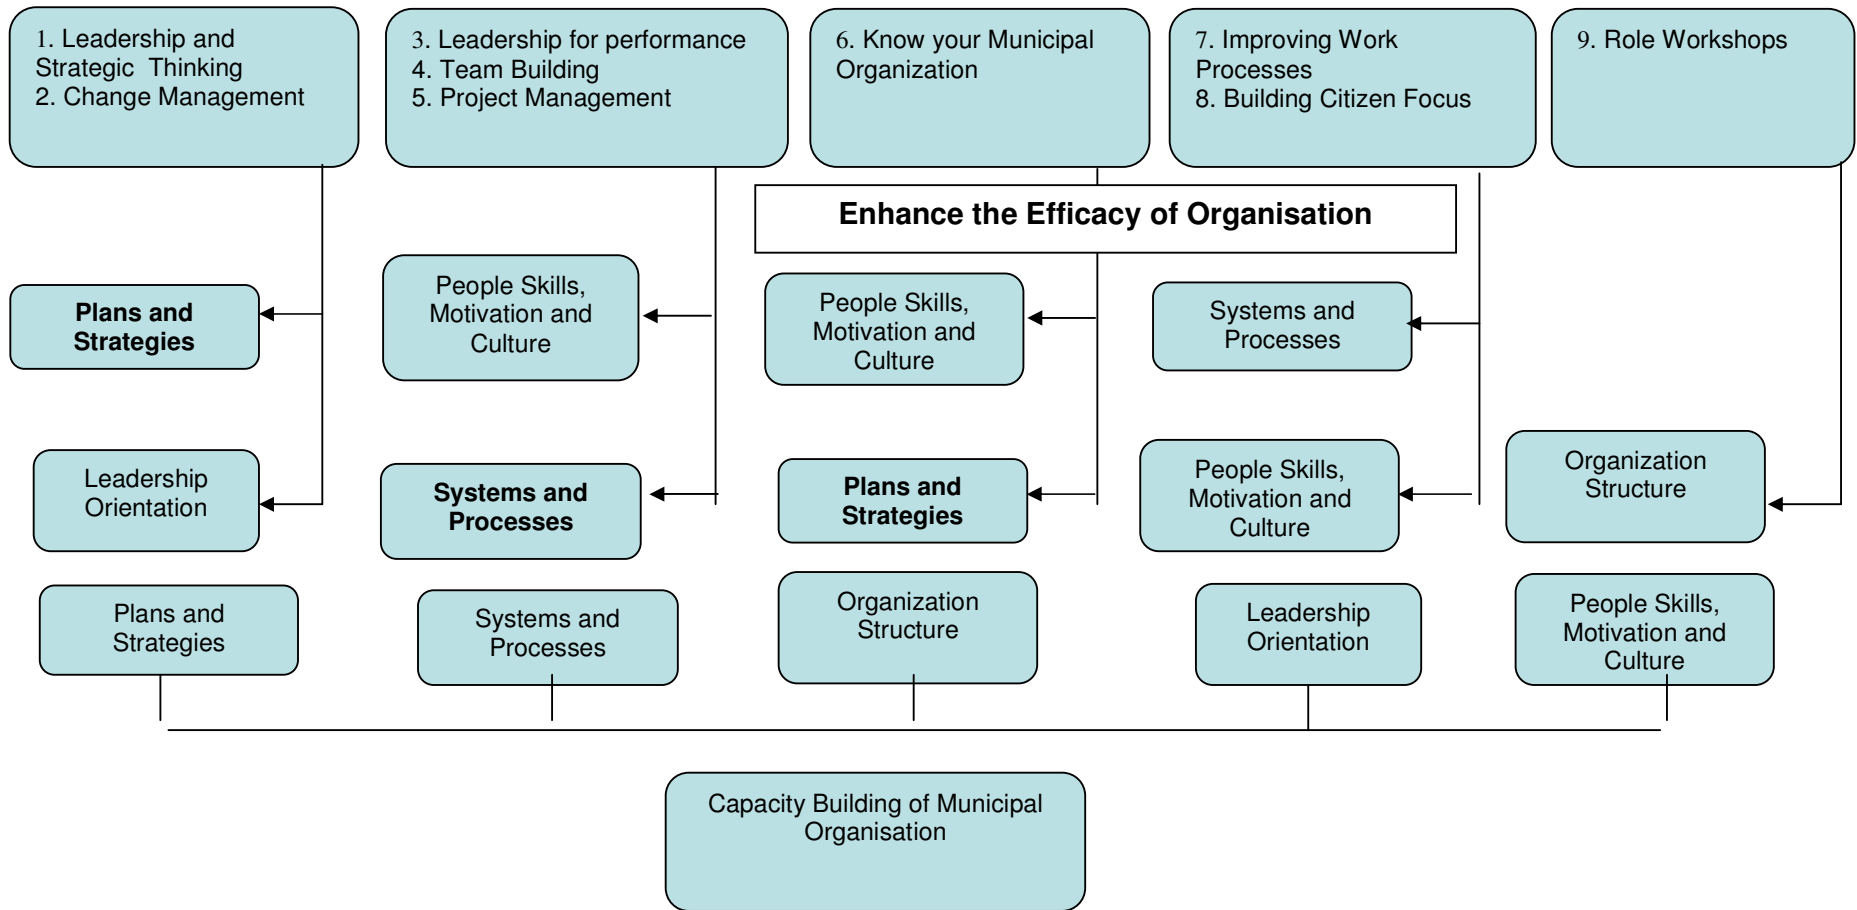 1. Leadership and
Strategic Thinking
2. Change Management
3. Leadership for performance
4. Team Building
5. Project Management
6. Know your Municipal
Organization
7. Improving Work
Processes
8. Building Citizen Focus
9. Role Workshops
Enhance the Efficacy of Organisation
Plans and
Strategies
People Skills,
Motivation and
Culture
People Skills,
Motivation and
Culture
Systems and
Processes
Leadership
Orientation
Systems and
Processes
Plans and
Strategies
People Skills,
Motivation and
Culture
Organization
Structure
Plans and
Strategies
Systems and
Processes
Organization
Structure
Leadership
Orientation
People Skills,
Motivation and
Culture
Capacity Building of Municipal
Organisation